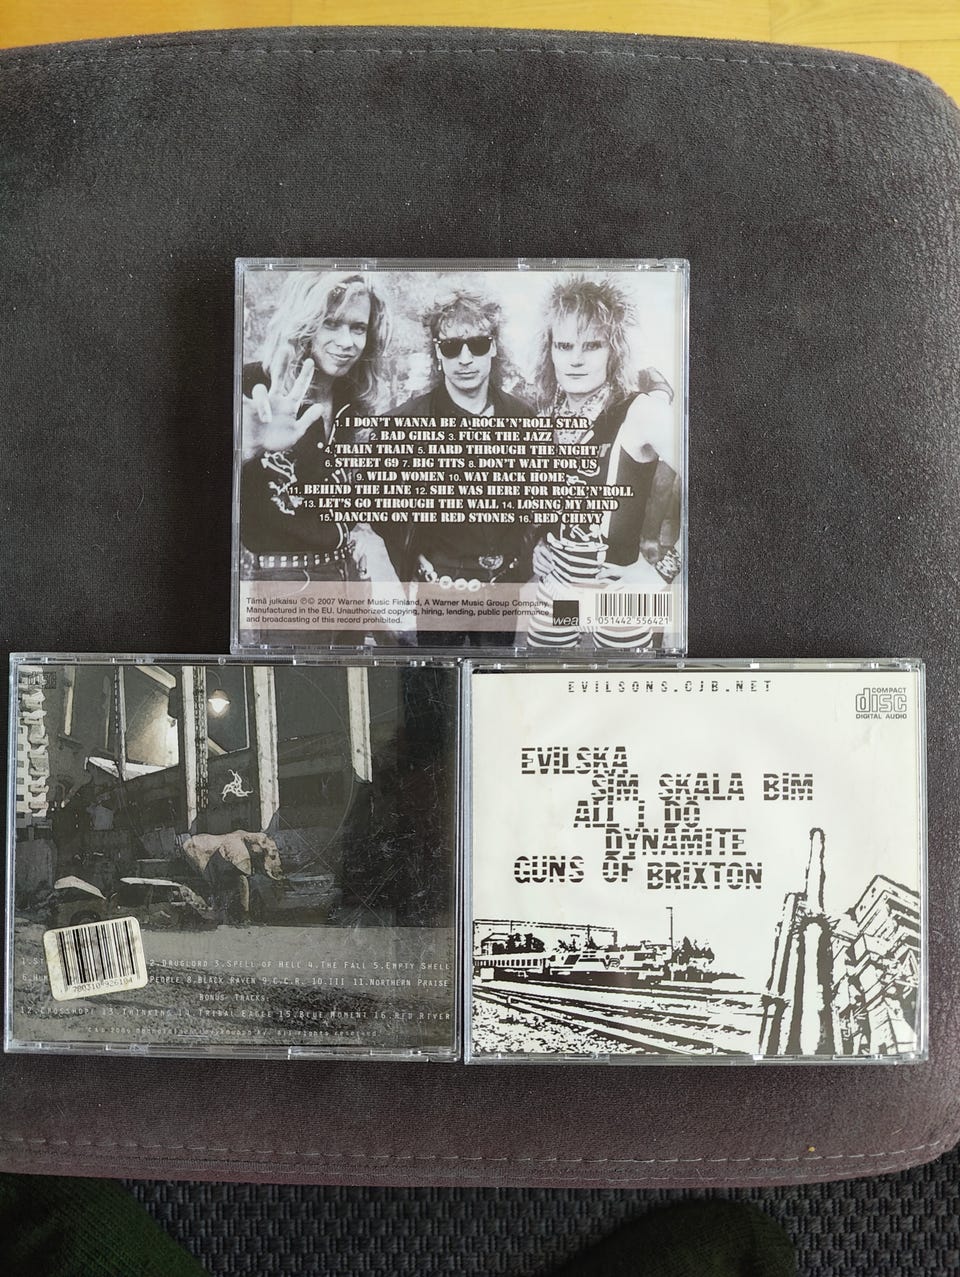 1. I DON'T WANNA BE A ROCK'N'ROLL STAR
2. BAD GIRLS 3. FUCK THE JAZZ
4. TRAIN TRAIN 5. HARD THROUGH THE NIGHT
6. STREET 69 7. BIG TITS 8. DON'T WAIT FOR US
9. WILD WOMEN 10. WAY BACK HOME
11. BEHIND THE LINE 12. SHE WAS HERE FOR ROCK'N'ROLL
13. LET'S GO THROUGH THE WALL 14. LOSING MY MIND
15. DANCING ON THE RED STONES 16. RED CHEVY
Tämä julkaisu ℗© 2007 Warner Music Finland, A Warner Music Group Company.
Manufactured in the EU. Unauthorized copying, hiring, lending, public performance
and broadcasting of this record prohibited.
wea
5 051442 556421
2.DRUGLORD 3.SPELL OF HELL 4.THE FALL 5.EMPTY SHELL
PEOPLE 8.BLACK RAVEN 9.C.C.R. 10.III 11.NORTHERN PRAISE
BONUS TRACKS:
13. THINKING 14. TRIBAL EAGLE 15.BLUE MOMENT 16.RED RIVER
EVILSONS.CJB.NET
COMPACT
disc
DIGITAL AUDIO
EVILSKA
SIM SKALA BIM
ALL I DO
DYNAMITE
GUNS OF BRIXTON